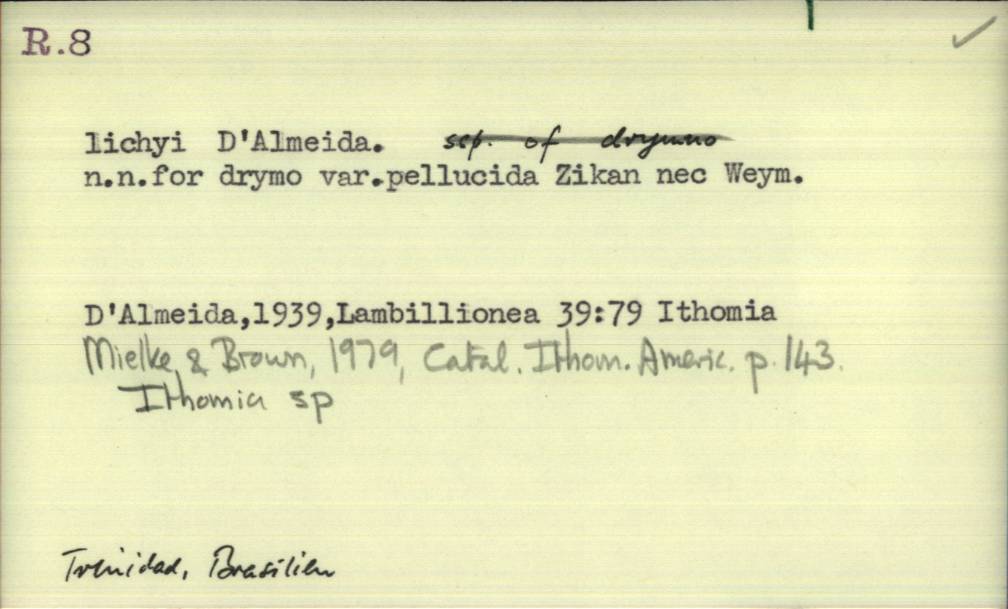 R.8
lichyi D'Almeida. ssp. of drymo
n.n.for drymo var.pellucida Zikan nec Weym.
D'Almeida,1939,Lambillionea 39:79 Ithomia
Mielke & Brown, 1979, Catal. Ithom. Americ. p.143.
Ithomia sp
Trinidad, Brasilien